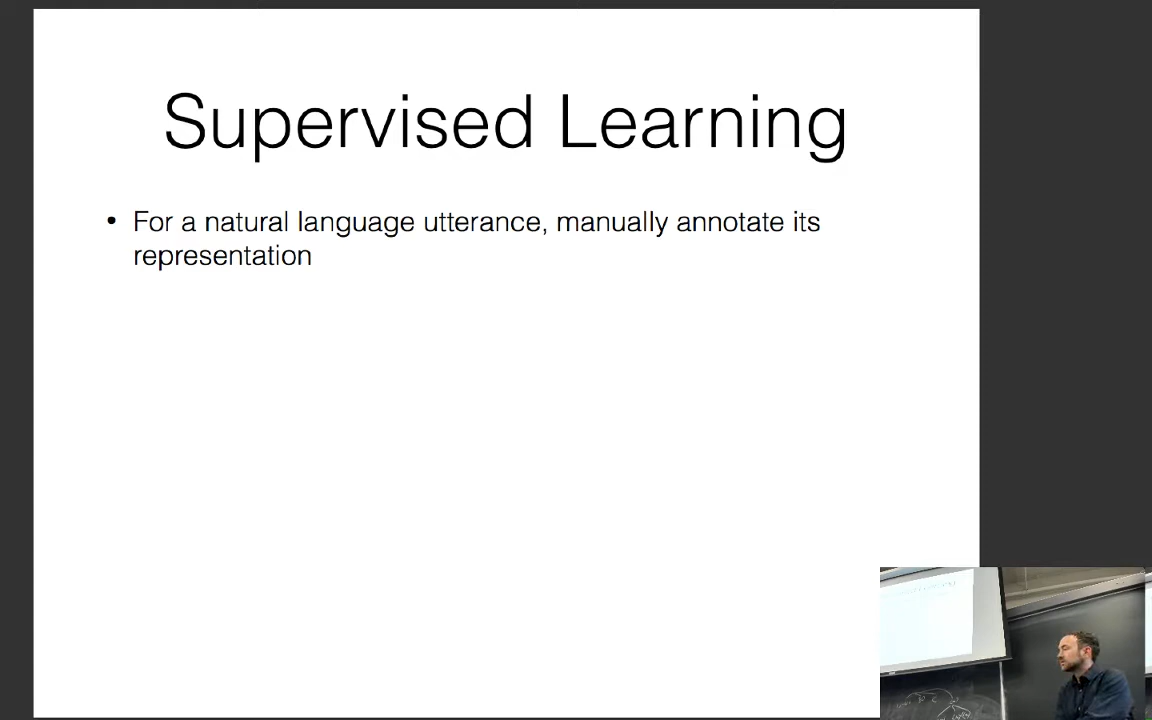 Supervised Learning
• For a natural language utterance, manually annotate its
representation